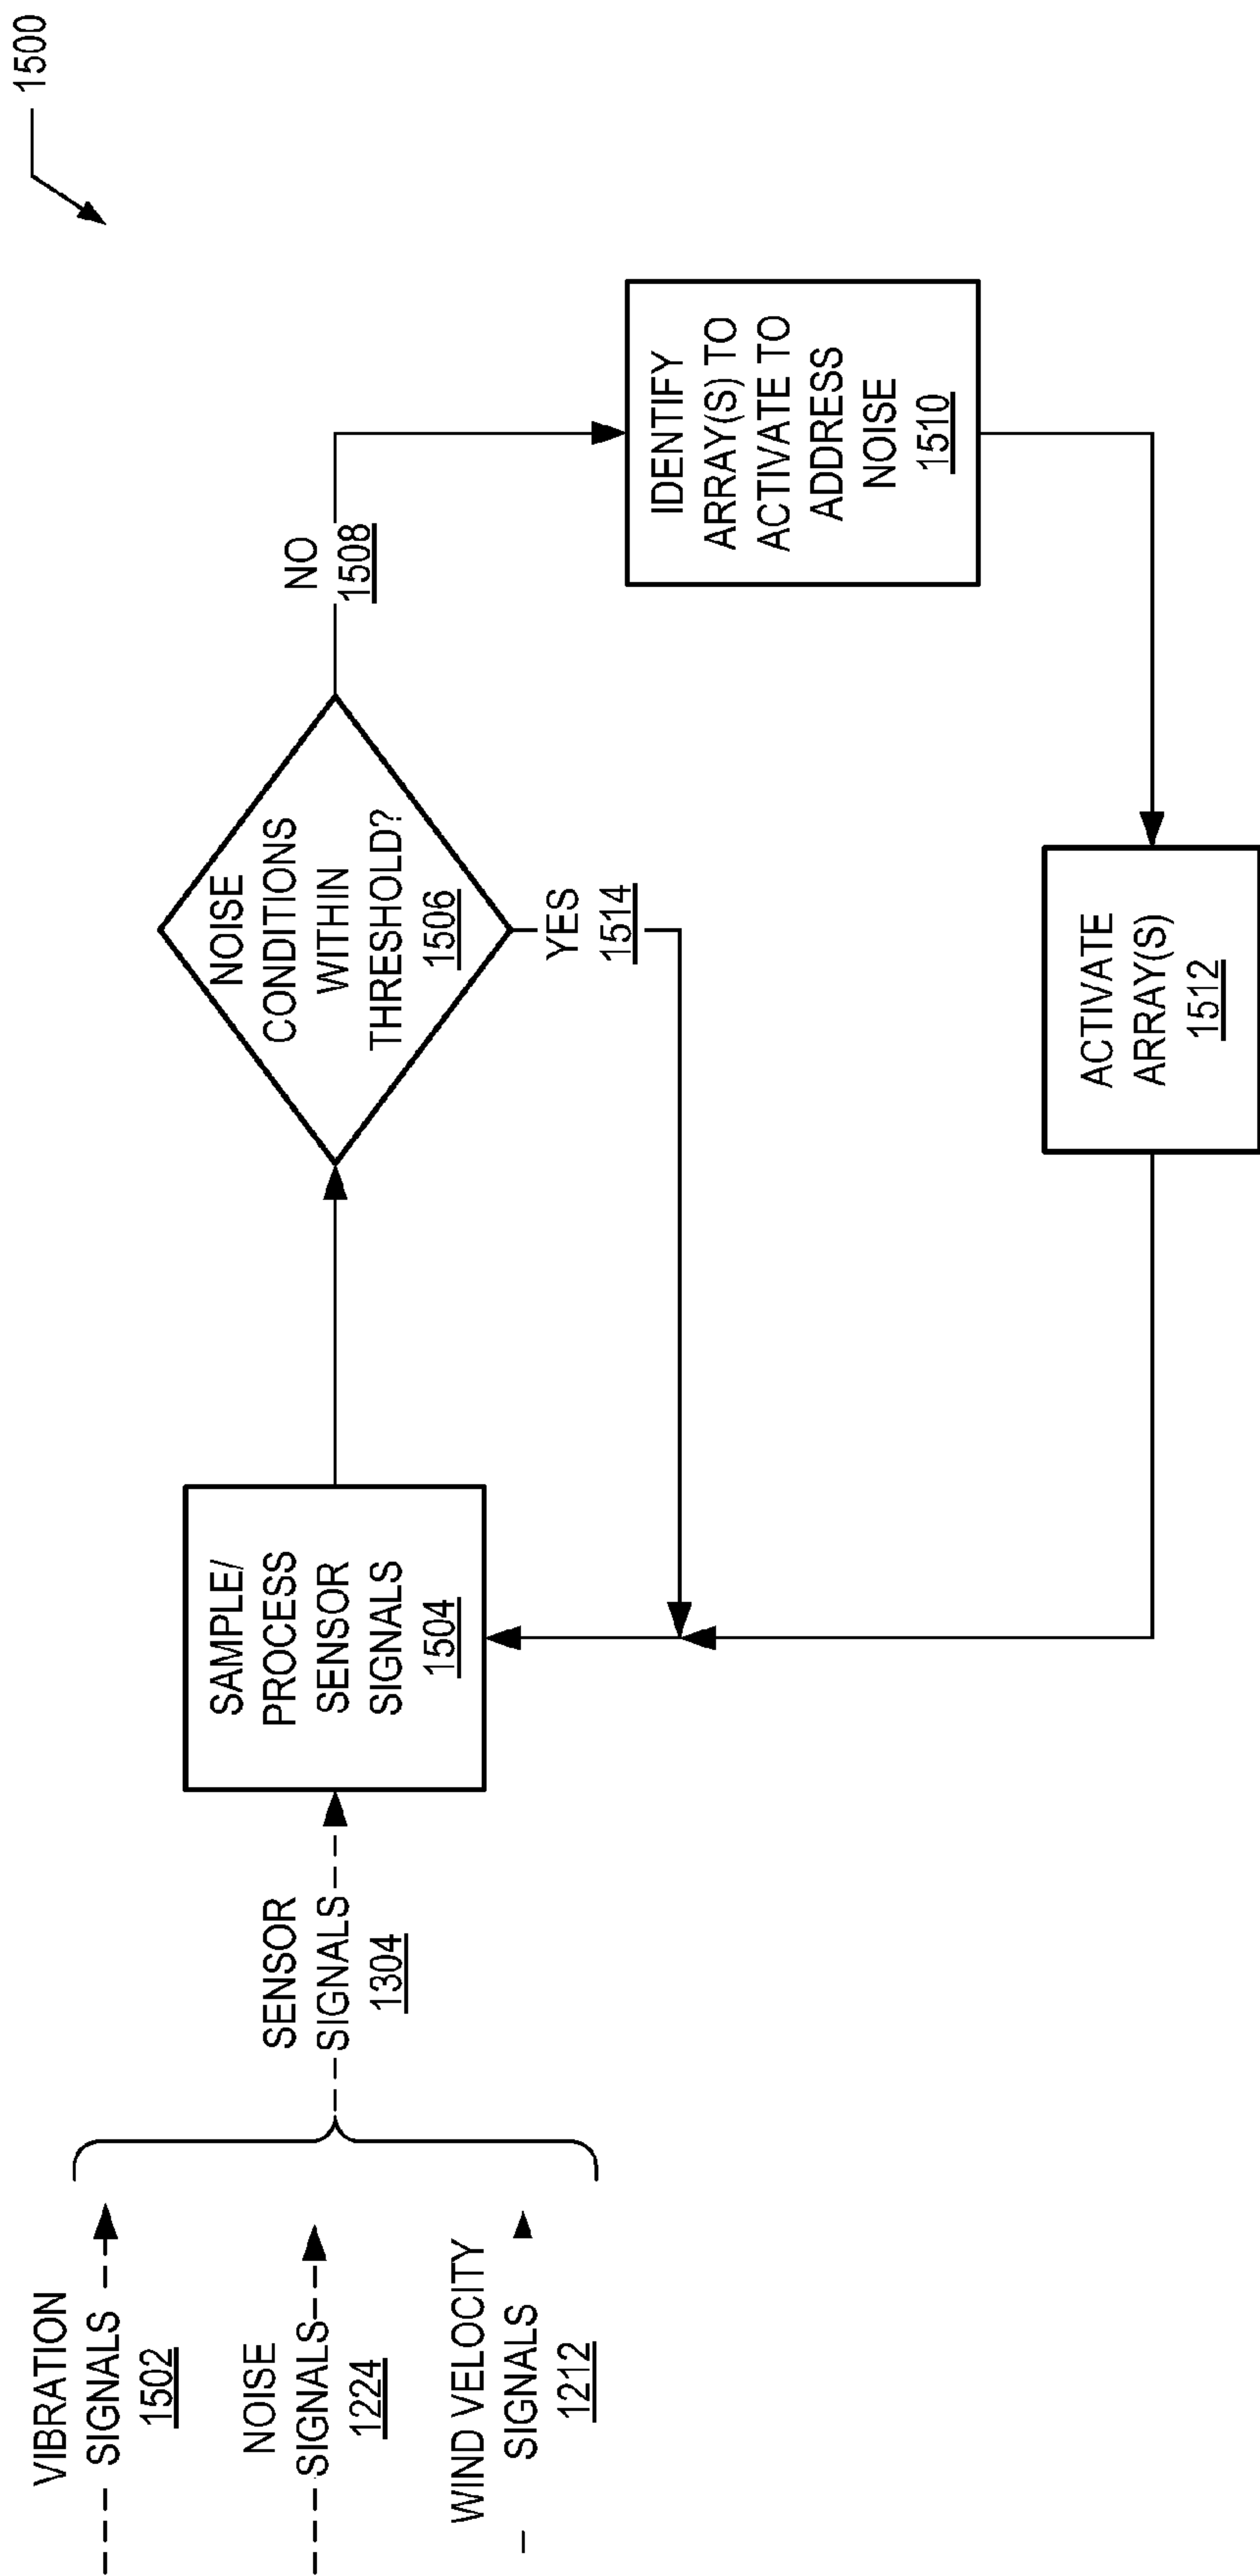 1500
VIBRATION
SIGNALS
1502
NOISE
SIGNALS
1224
WIND VELOCITY
SIGNALS
1212
SENSOR
SIGNALS
1304
SAMPLE/
PROCESS
SENSOR
SIGNALS
1504
NOISE
CONDITIONS
WITHIN
THRESHOLD?
1506
NO
1508
YES
1514
IDENTIFY
ARRAY(S) TO
ACTIVATE TO
ADDRESS
NOISE
1510
ACTIVATE
ARRAY(S)
1512